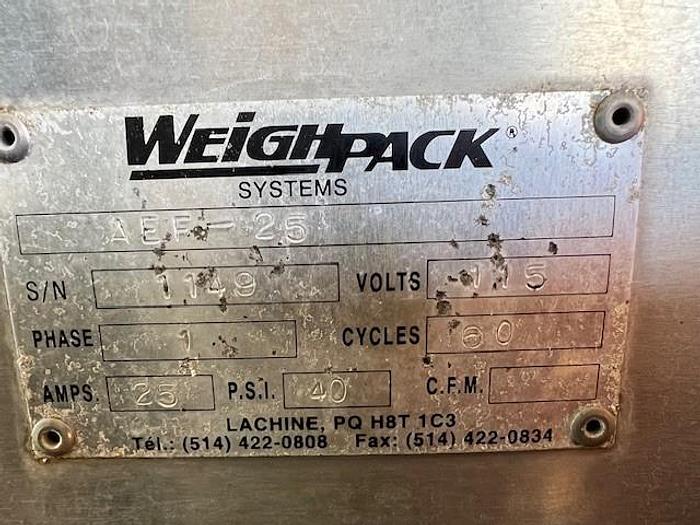 WEIGHPACK ®
SYSTEMS
AEF-25
S/N 1149 VOLTS 115
PHASE 1 CYCLES 60
AMPS. 25 P.S.I. 40 C.F.M.
LACHINE, PQ H8T 1C3
Tél.: (514) 422-0808 Fax: (514) 422-0834